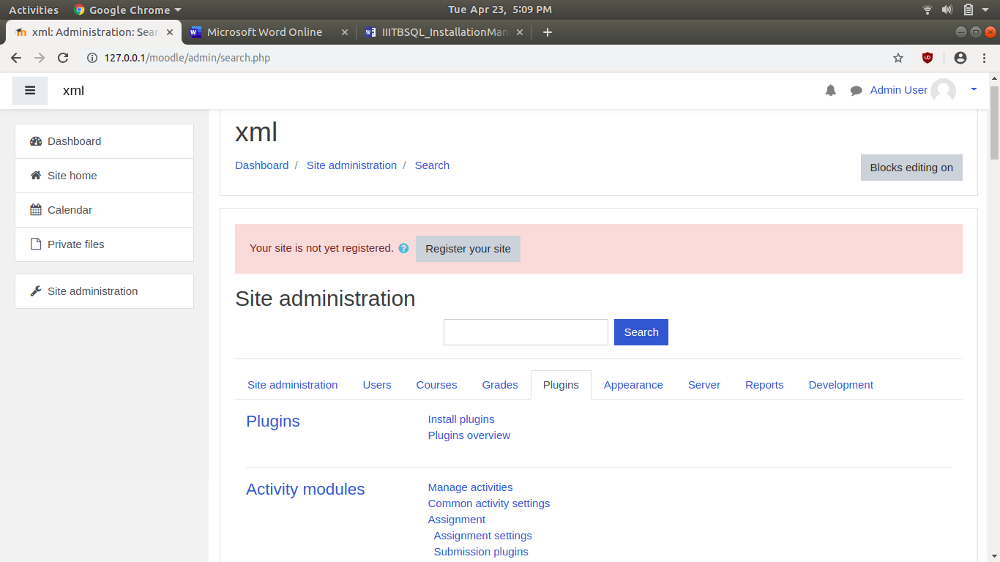 Activities Google Chrome Tue Apr 23, 5:09 PM
xml: Administration: Sear Microsoft Word Online IIITBSQL_InstallationMan
127.0.0.1/moodle/admin/search.php
xml Admin User
Dashboard
Site home
Calendar
Private files
Site administration
xml
Dashboard / Site administration / Search
Blocks editing on
Your site is not yet registered. Register your site
Site administration
Search
Site administration Users Courses Grades Plugins Appearance Server Reports Development
Plugins
Install plugins
Plugins overview
Activity modules
Manage activities
Common activity settings
Assignment
Assignment settings
Submission plugins